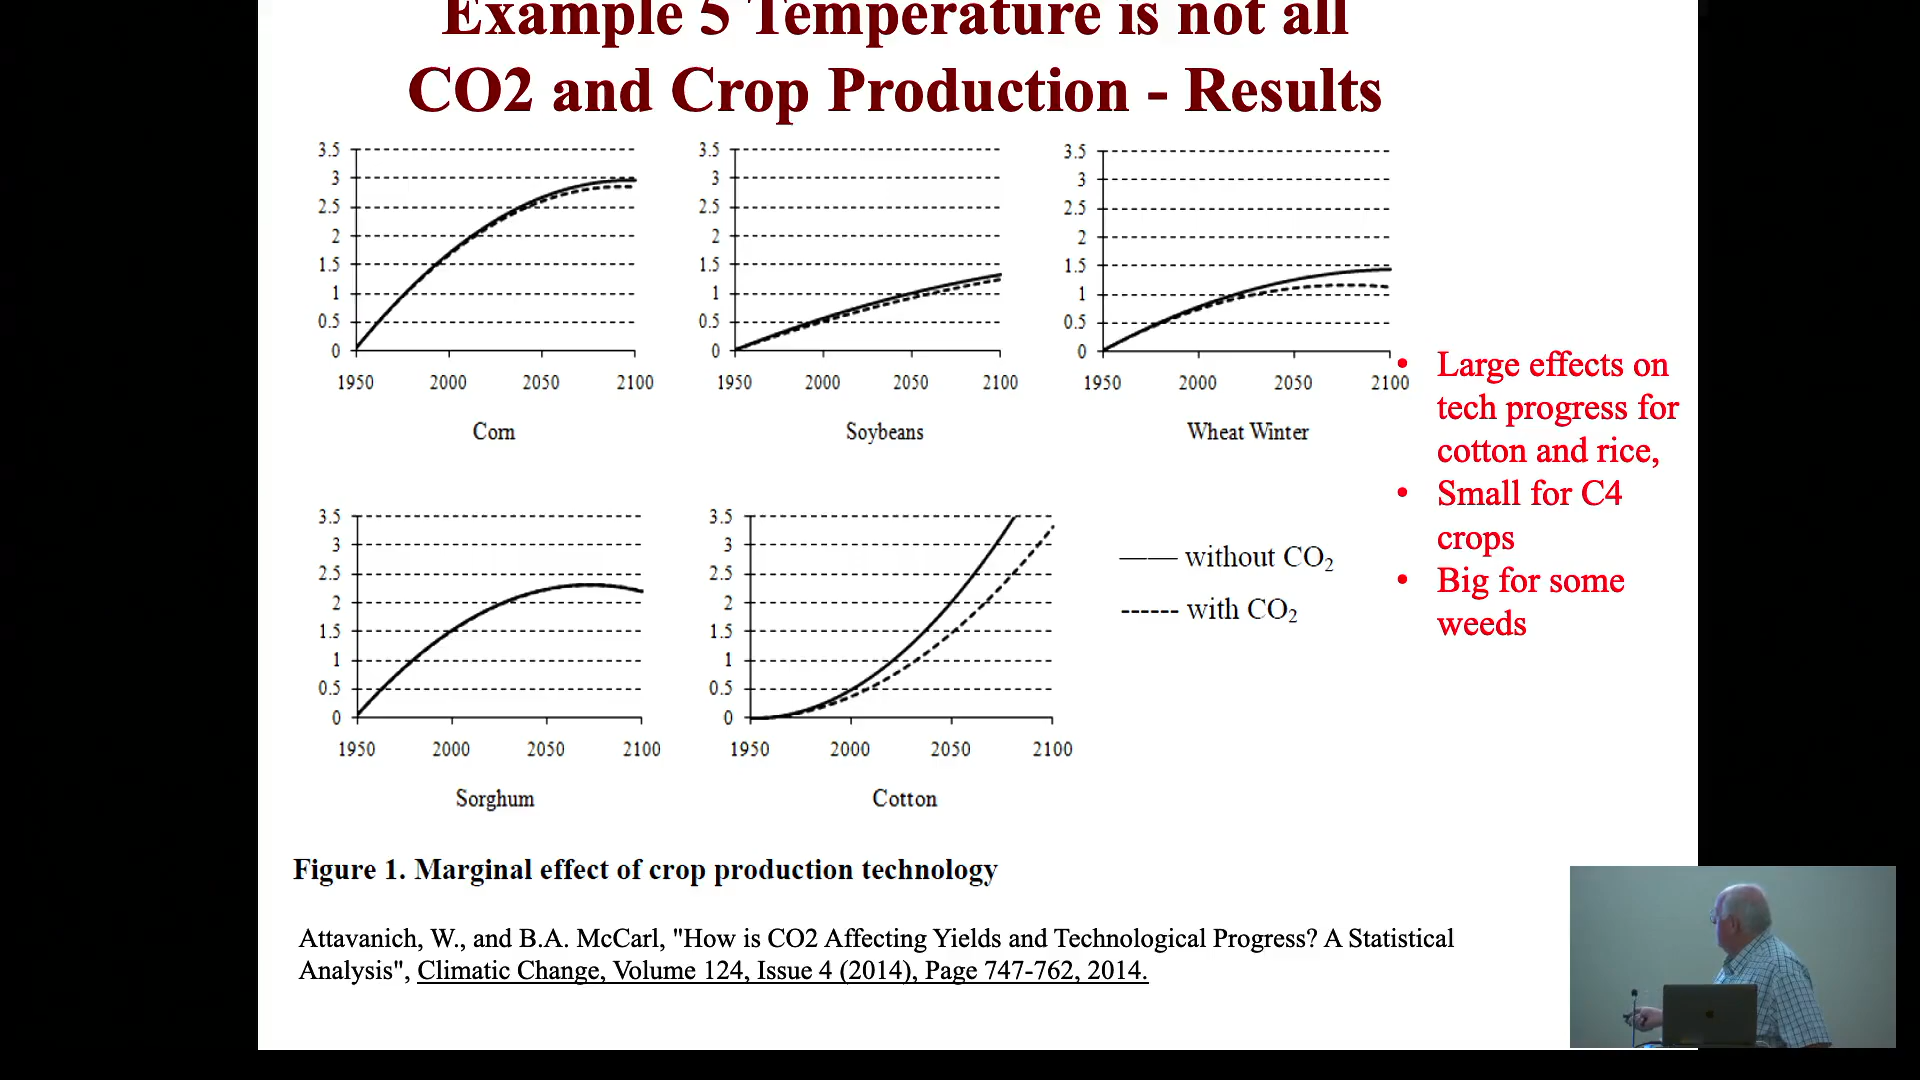 Example 5 Temperature is not all
CO2 and Crop Production - Results
3.5
3
2.5
2
1.5
1
0.5
0
1950 2000 2050 2100
Corn
3.5
3
2.5
2
1.5
1
0.5
0
1950 2000 2050 2100
Soybeans
3.5
3
2.5
2
1.5
1
0.5
0
1950 2000 2050 2100
Wheat Winter
3.5
3
2.5
2
1.5
1
0.5
0
1950 2000 2050 2100
Sorghum
3.5
3
2.5
2
1.5
1
0.5
0
1950 2000 2050 2100
Cotton
without CO₂
with CO₂
• Large effects on
tech progress for
cotton and rice,
• Small for C4
crops
• Big for some
weeds
Figure 1. Marginal effect of crop production technology
Attavanich, W., and B.A. McCarl, "How is CO2 Affecting Yields and Technological Progress? A Statistical
Analysis", Climatic Change, Volume 124, Issue 4 (2014), Page 747-762, 2014.